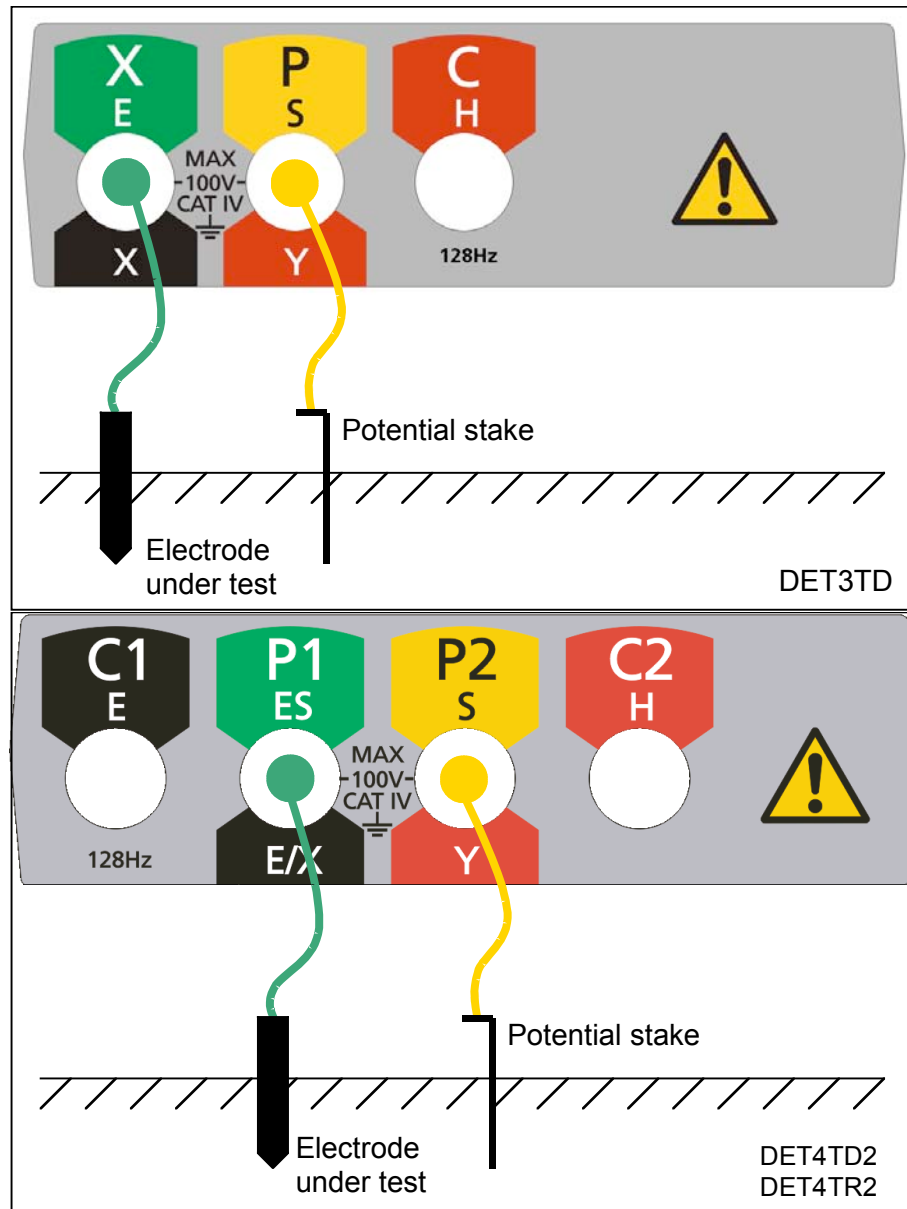 X P C
E S H
MAX
100V
CAT IV
X Y 128Hz
Potential stake
Electrode
under test
DET3TD
C1 P1 P2 C2
E ES S H
MAX
100V
CAT IV
128Hz E/X Y
Potential stake
Electrode
under test
DET4TD2
DET4TR2